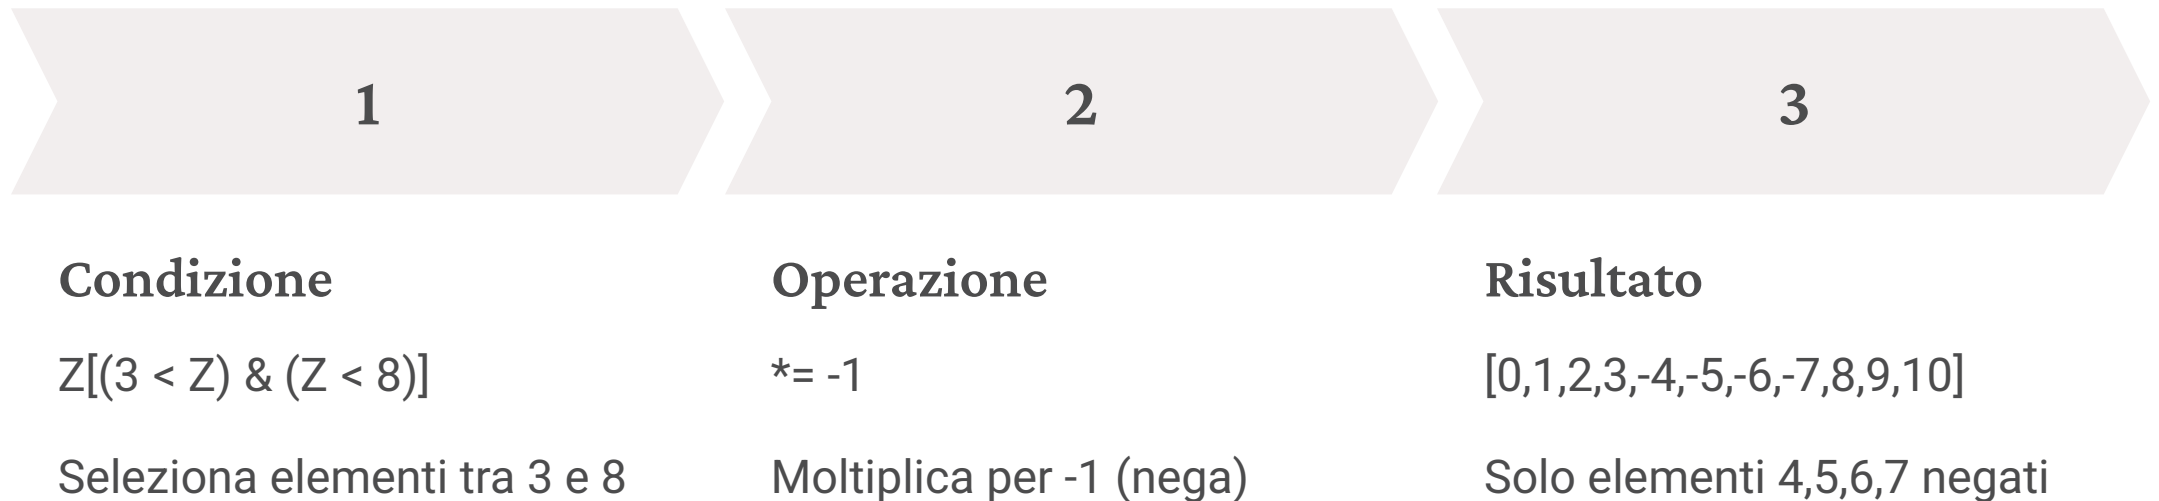 1
2
3
Condizione
Z[(3 < Z) & (Z < 8)]
Seleziona elementi tra 3 e 8
Operazione
*= -1
Moltiplica per -1 (nega)
Risultato
[0,1,2,3,-4,-5,-6,-7,8,9,10]
Solo elementi 4,5,6,7 negati